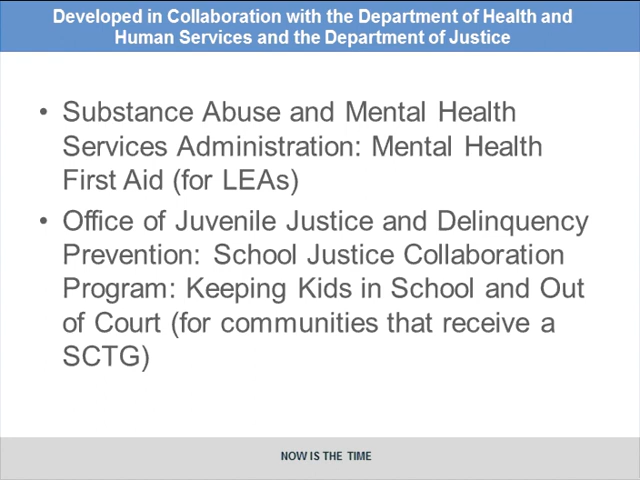 Developed in Collaboration with the Department of Health and
Human Services and the Department of Justice
• Substance Abuse and Mental Health
Services Administration: Mental Health
First Aid (for LEAs)
• Office of Juvenile Justice and Delinquency
Prevention: School Justice Collaboration
Program: Keeping Kids in School and Out
of Court (for communities that receive a
SCTG)
NOW IS THE TIME